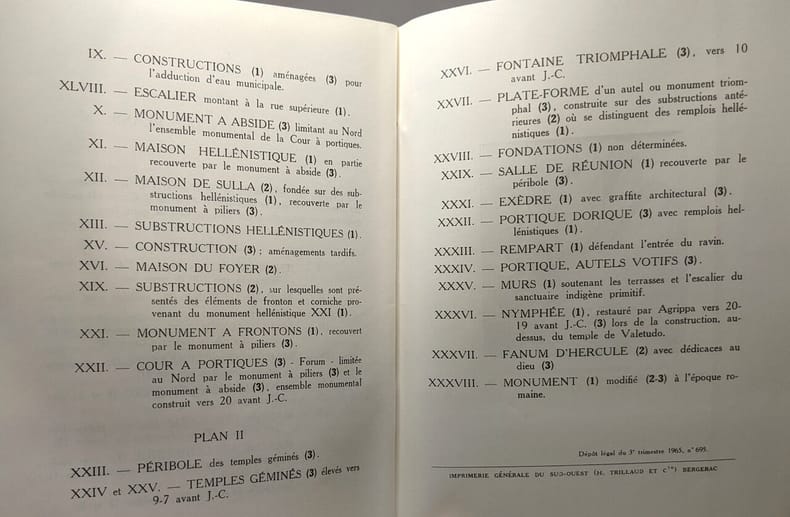 IX. — CONSTRUCTIONS (1) aménagées (3) pour
l'adduction d'eau municipale.
XLVIII. — ESCALIER montant à la rue supérieure (1).
X. — MONUMENT A ABSIDE (3) limitant au Nord
l'ensemble monumental de la Cour à portiques.
XI. — MAISON HELLÉNISTIQUE (1) en partie
recouverte par le monument à abside (3).
XII. — MAISON DE SULLA (2), fondée sur des sub-
structions hellénistiques (1), recouverte par le
monument à piliers (3).
XIII. — SUBSTRUCTIONS HELLÉNISTIQUES (1).
XV. — CONSTRUCTION (3) : aménagements tardifs.
XVI. — MAISON DU FOYER (2).
XIX. — SUBSTRUCTIONS (2), sur lesquelles sont pré-
sentés des éléments de fronton et corniche pro-
venant du monument hellénistique XXI (1).
XXI. — MONUMENT A FRONTONS (1), recouvert
par le monument à piliers (3).
XXII. — COUR A PORTIQUES (3) - Forum - limitée
au Nord par le monument à piliers (3) et le
monument à abside (3), ensemble monumental
construit vers 20 avant J.-C.
PLAN II
XXIII. — PÉRIBOLE des temples géminés (3).
XXIV et XXV. — TEMPLES GÉMINÉS (3) élevés vers
9-7 avant J.-C.
XXVI. — FONTAINE TRIOMPHALE (3), vers 10
avant J.-C.
XXVII. — PLATE-FORME d'un autel ou monument triom-
phal (3), construite sur des substructions anté-
rieures (2) où se distinguent des remplois hellé-
nistiques (1).
XXVIII. — FONDATIONS (1) non déterminées.
XXIX. — SALLE DE RÉUNION (1) recouverte par le
péribole (3).
XXXI. — EXÈDRE (1) avec graffite architectural (3).
XXXII. — PORTIQUE DORIQUE (3) avec remplois hel-
lénistiques (1).
XXXIII. — REMPART (1) défendant l'entrée du ravin.
XXXIV. — PORTIQUE, AUTELS VOTIFS (3).
XXXV. — MURS (1) soutenant les terrasses et l'escalier du
sanctuaire indigène primitif.
XXXVI. — NYMPHÉE (1), restauré par Agrippa vers 20-
19 avant J.-C. (3) lors de la construction, au-
dessus, du temple de Valetudo.
XXXVII. — FANUM D'HERCULE (2) avec dédicaces au
dieu (3)
XXXVIII. — MONUMENT (1) modifié (2-3) à l'époque ro-
maine.
Dépôt légal du 3e trimestre 1965, n° 695.
IMPRIMERIE GÉNÉRALE DU SUD-OUEST (H. TRILLAUD ET Cie) BERGERAC